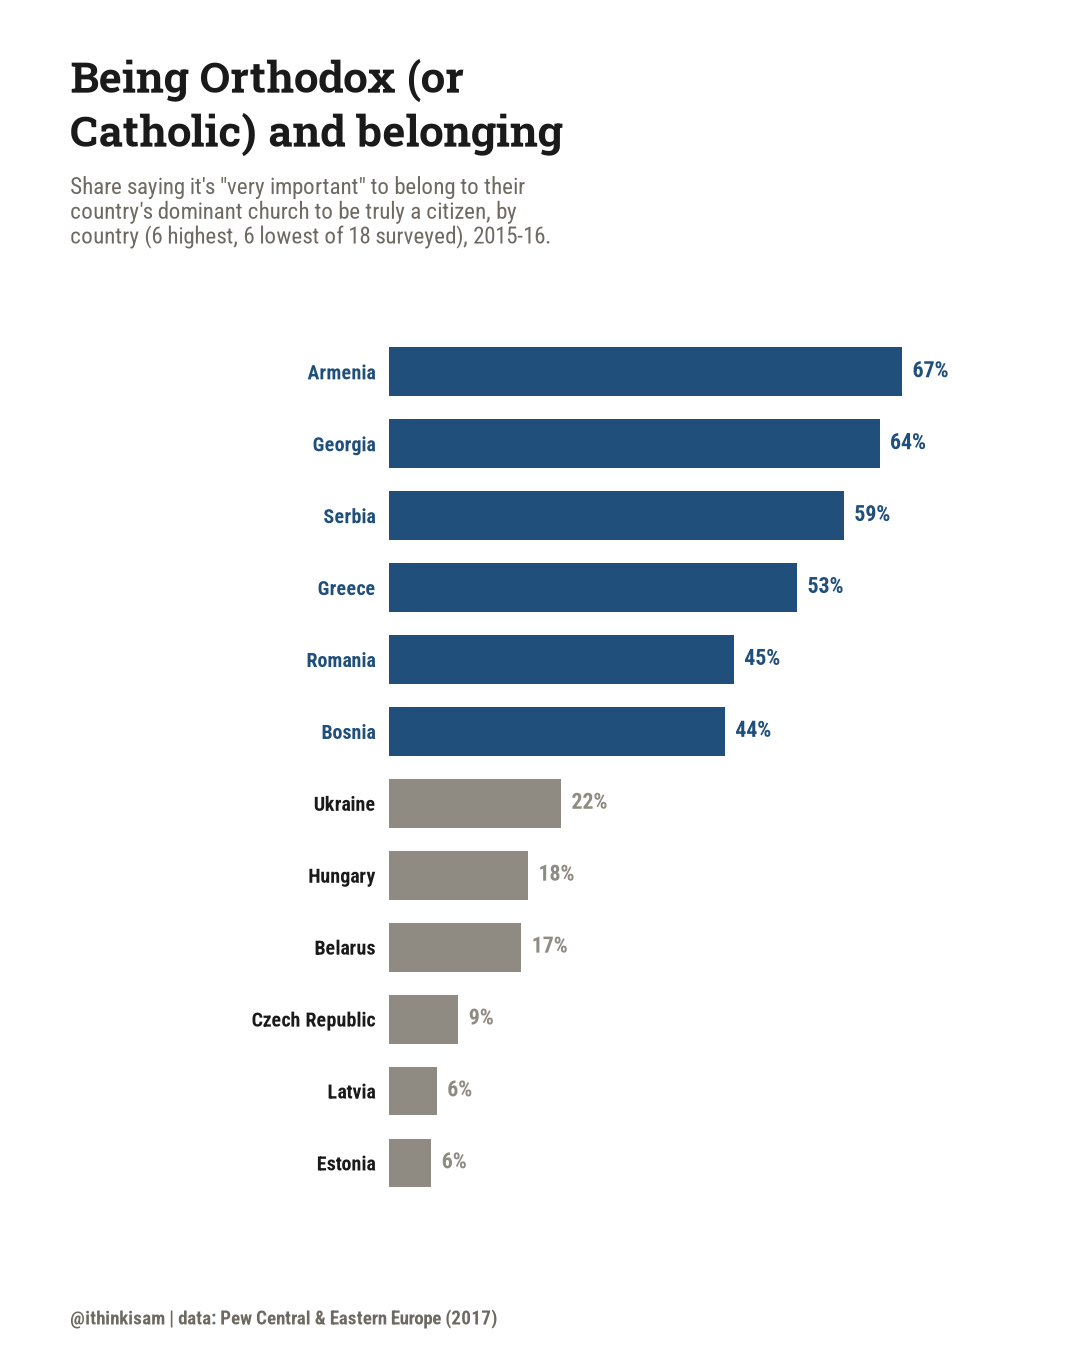 Being Orthodox (or
Catholic) and belonging
Share saying it's "very important" to belong to their
country's dominant church to be truly a citizen, by
country (6 highest, 6 lowest of 18 surveyed), 2015-16.
Armenia 67%
Georgia 64%
Serbia 59%
Greece 53%
Romania 45%
Bosnia 44%
Ukraine 22%
Hungary 18%
Belarus 17%
Czech Republic 9%
Latvia 6%
Estonia 6%
@ithinkisam | data: Pew Central & Eastern Europe (2017)